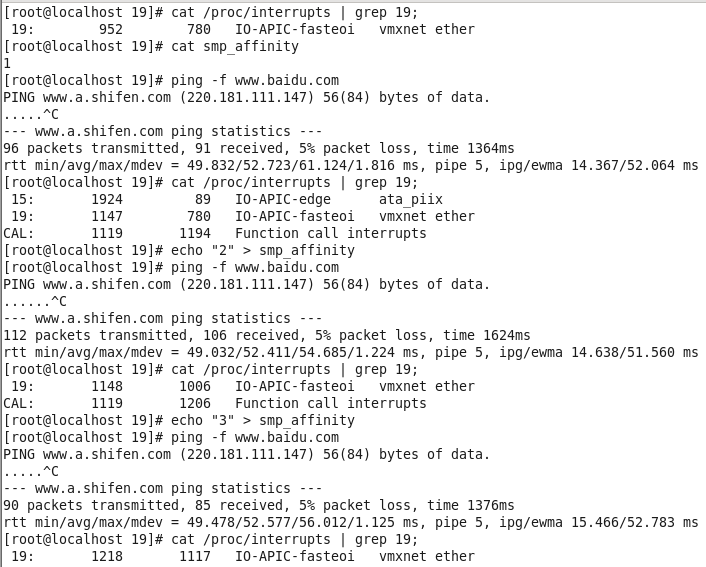 [root@localhost 19]# cat /proc/interrupts | grep 19;
19: 952 780 IO-APIC-fasteoi vmxnet ether
[root@localhost 19]# cat smp_affinity
1
[root@localhost 19]# ping -f www.baidu.com
PING www.a.shifen.com (220.181.111.147) 56(84) bytes of data.
.....^C
--- www.a.shifen.com ping statistics ---
96 packets transmitted, 91 received, 5% packet loss, time 1364ms
rtt min/avg/max/mdev = 49.832/52.723/61.124/1.816 ms, pipe 5, ipg/ewma 14.367/52.064 ms
[root@localhost 19]# cat /proc/interrupts | grep 19;
15: 1924 89 IO-APIC-edge ata_piix
19: 1147 780 IO-APIC-fasteoi vmxnet ether
CAL: 1119 1194 Function call interrupts
[root@localhost 19]# echo "2" > smp_affinity
[root@localhost 19]# ping -f www.baidu.com
PING www.a.shifen.com (220.181.111.147) 56(84) bytes of data.
......^C
--- www.a.shifen.com ping statistics ---
112 packets transmitted, 106 received, 5% packet loss, time 1624ms
rtt min/avg/max/mdev = 49.032/52.411/54.685/1.224 ms, pipe 5, ipg/ewma 14.638/51.560 ms
[root@localhost 19]# cat /proc/interrupts | grep 19;
19: 1148 1006 IO-APIC-fasteoi vmxnet ether
CAL: 1119 1206 Function call interrupts
[root@localhost 19]# echo "3" > smp_affinity
[root@localhost 19]# ping -f www.baidu.com
PING www.a.shifen.com (220.181.111.147) 56(84) bytes of data.
.....^C
--- www.a.shifen.com ping statistics ---
90 packets transmitted, 85 received, 5% packet loss, time 1376ms
rtt min/avg/max/mdev = 49.478/52.577/56.012/1.125 ms, pipe 5, ipg/ewma 15.466/52.783 ms
[root@localhost 19]# cat /proc/interrupts | grep 19;
19: 1218 1117 IO-APIC-fasteoi vmxnet ether